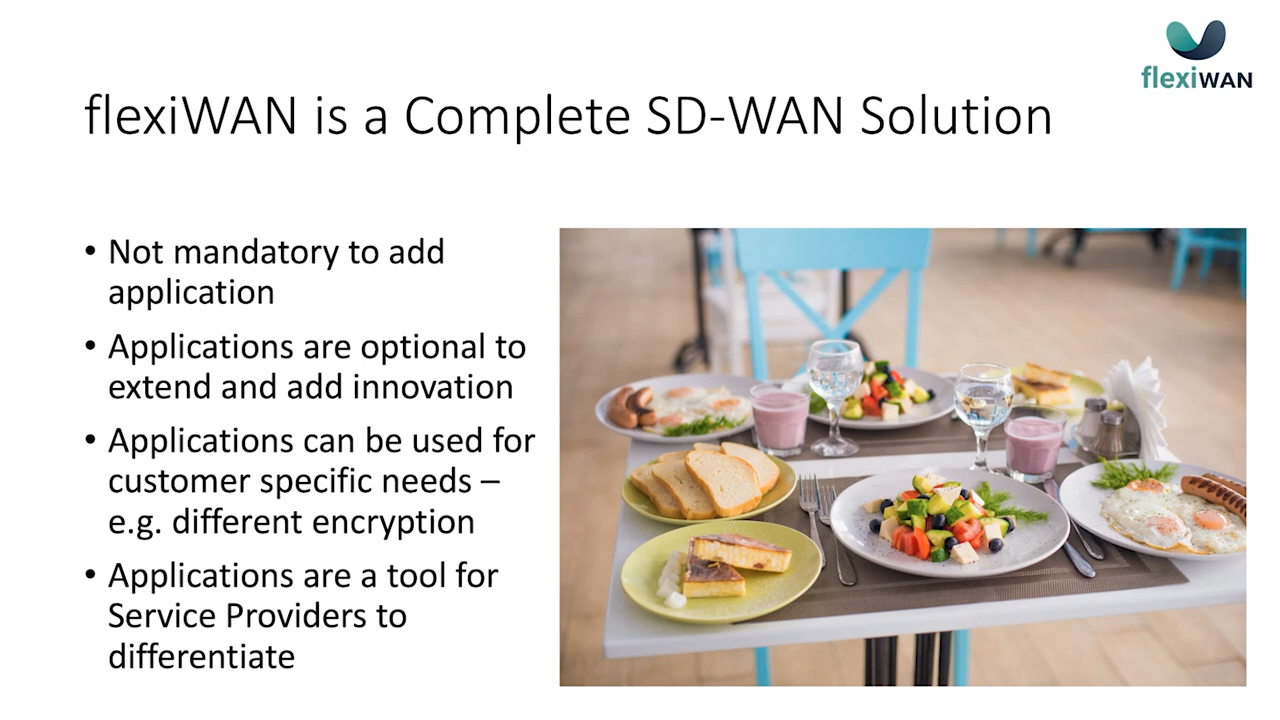 flexiWAN
flexiWAN is a Complete SD-WAN Solution
• Not mandatory to add
application
• Applications are optional to
extend and add innovation
• Applications can be used for
customer specific needs –
e.g. different encryption
• Applications are a tool for
Service Providers to
differentiate